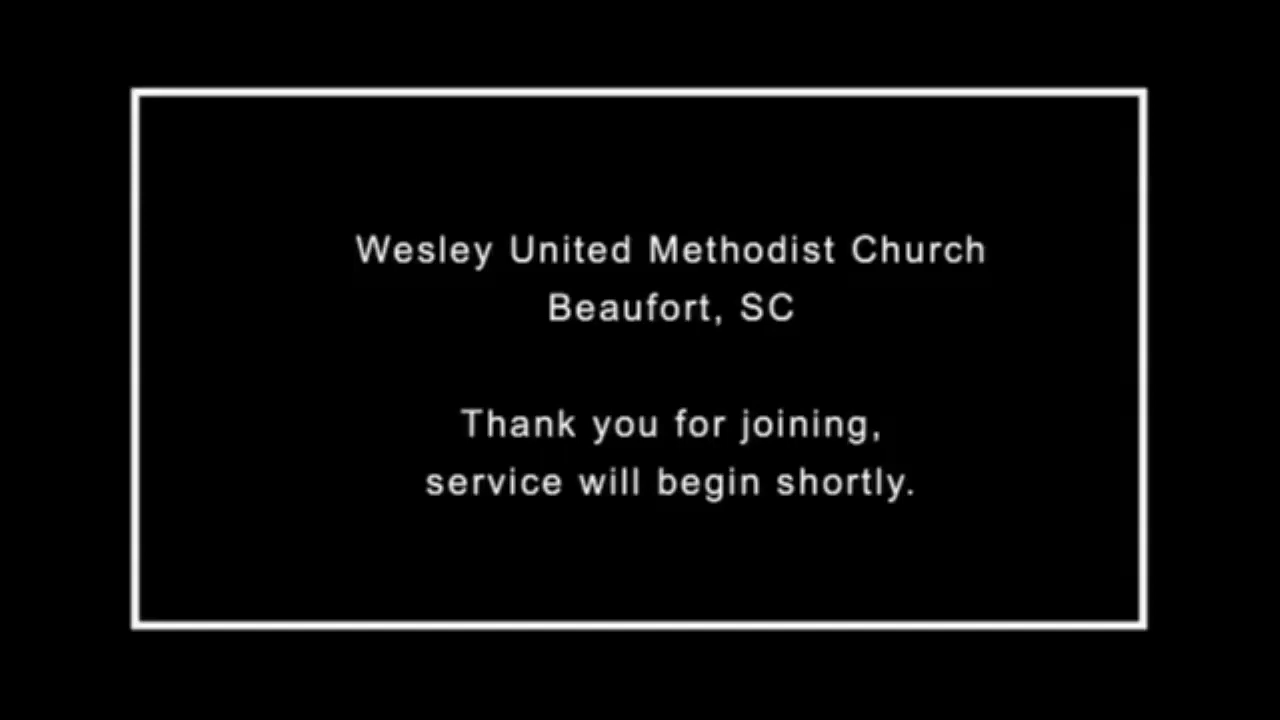 Wesley United Methodist Church
Beaufort, SC
Thank you for joining,
service will begin shortly.